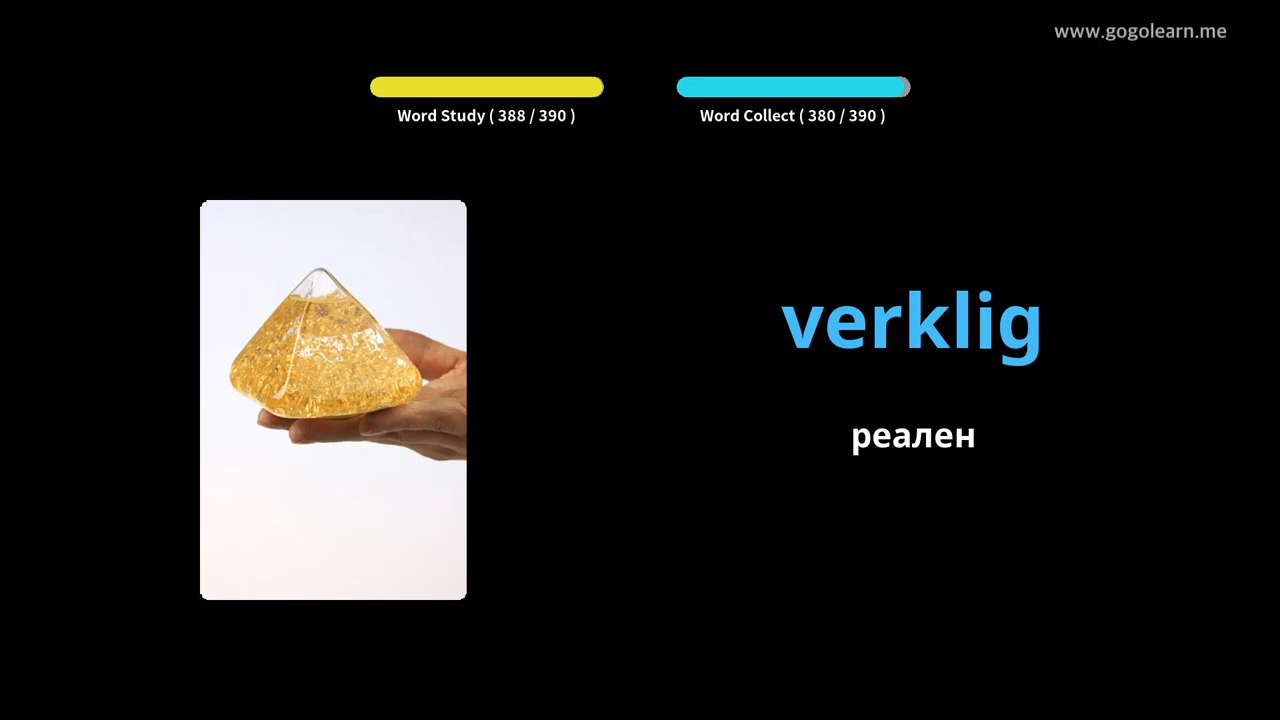 www.gogolearn.me
Word Study ( 388 / 390 )
Word Collect ( 380 / 390 )
verklig
реален